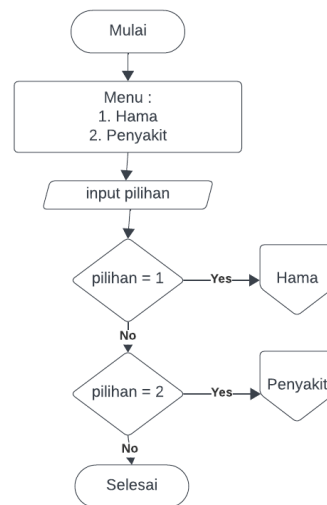 Mulai
Menu :
1. Hama
2. Penyakit
input pilihan
pilihan = 1
Yes
Hama
No
pilihan = 2
Yes
Penyakit
No
Selesai